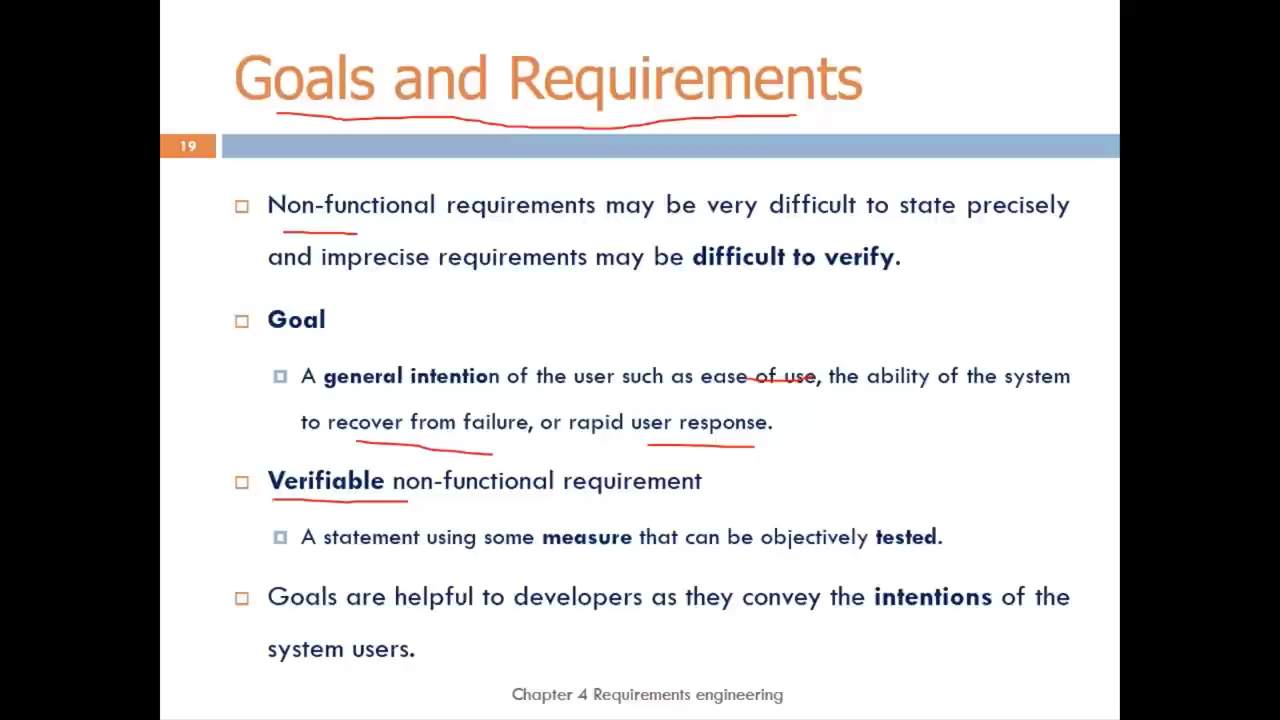 Goals and Requirements
19
Non-functional requirements may be very difficult to state precisely
and imprecise requirements may be difficult to verify.
Goal
A general intention of the user such as ease of use, the ability of the system
to recover from failure, or rapid user response.
Verifiable non-functional requirement
A statement using some measure that can be objectively tested.
Goals are helpful to developers as they convey the intentions of the
system users.
Chapter 4 Requirements engineering